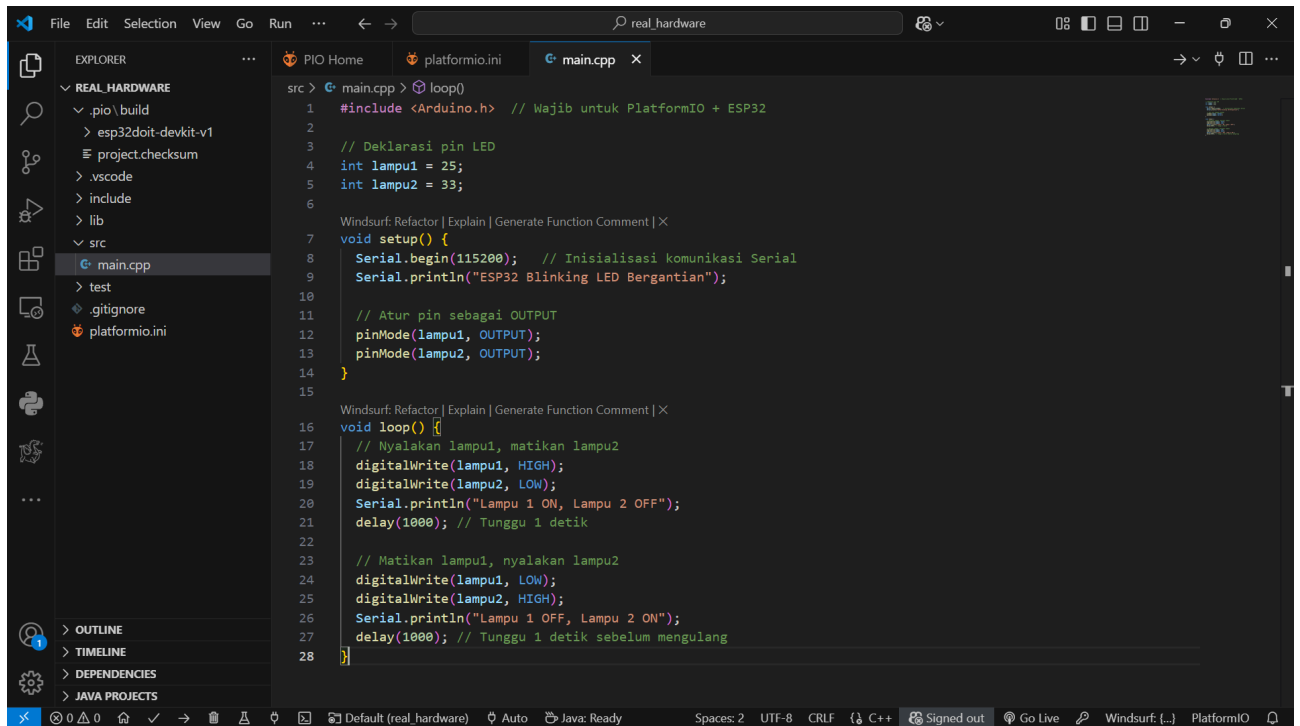 File Edit Selection View Go Run ··· real_hardware
EXPLORER ···
REAL_HARDWARE
.pio\build
esp32doit-devkit-v1
project.checksum
.vscode
include
lib
src
main.cpp
test
.gitignore
platformio.ini
OUTLINE
TIMELINE
DEPENDENCIES
JAVA PROJECTS
PIO Home platformio.ini main.cpp
src > main.cpp > loop()
1 #include <Arduino.h> // Wajib untuk PlatformIO + ESP32
2
3 // Deklarasi pin LED
4 int lampu1 = 25;
5 int lampu2 = 33;
6
Windsurf: Refactor | Explain | Generate Function Comment | X
7 void setup() {
8 Serial.begin(115200); // Inisialisasi komunikasi Serial
9 Serial.println("ESP32 Blinking LED Bergantian");
10
11 // Atur pin sebagai OUTPUT
12 pinMode(lampu1, OUTPUT);
13 pinMode(lampu2, OUTPUT);
14 }
15
Windsurf: Refactor | Explain | Generate Function Comment | X
16 void loop() {
17 // Nyalakan lampu1, matikan lampu2
18 digitalWrite(lampu1, HIGH);
19 digitalWrite(lampu2, LOW);
20 Serial.println("Lampu 1 ON, Lampu 2 OFF");
21 delay(1000); // Tunggu 1 detik
22
23 // Matikan lampu1, nyalakan lampu2
24 digitalWrite(lampu1, LOW);
25 digitalWrite(lampu2, HIGH);
26 Serial.println("Lampu 1 OFF, Lampu 2 ON");
27 delay(1000); // Tunggu 1 detik sebelum mengulang
28 }
1
0 0 Default (real_hardware) Auto Java: Ready Spaces: 2 UTF-8 CRLF C++ Signed out Go Live Windsurf: {...} PlatformIO